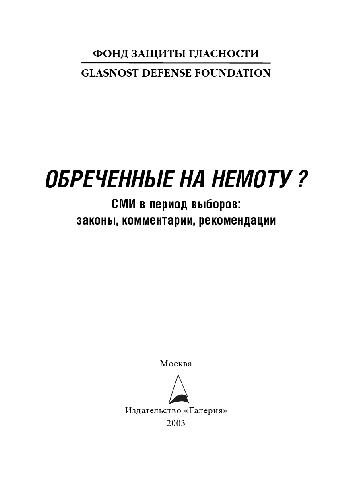 ФОНД ЗАЩИТЫ ГЛАСНОСТИ
GLASNOST DEFENSE FOUNDATION
ОБРЕЧЕННЫЕ НА НЕМОТУ ?
СМИ в период выборов:
законы, комментарии, рекомендации
Москва
Издательство «Галерия»
2003